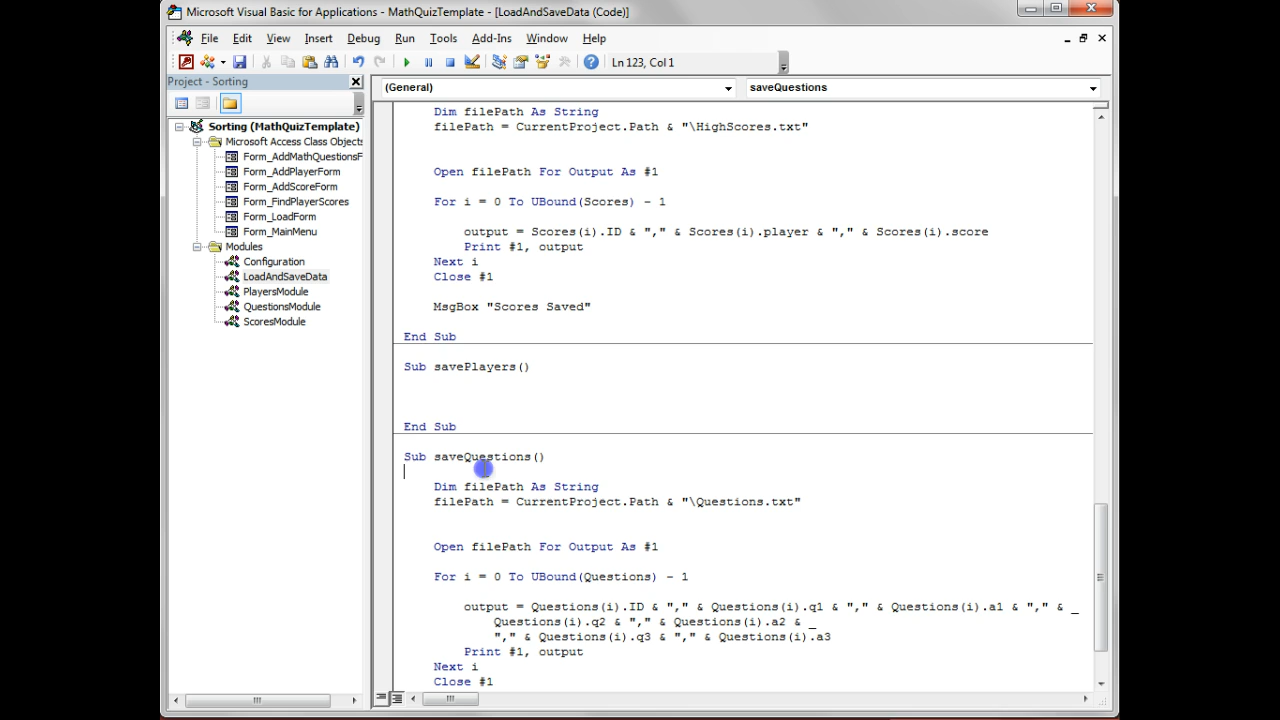 Microsoft Visual Basic for Applications - MathQuizTemplate - [LoadAndSaveData (Code)]
File Edit View Insert Debug Run Tools Add-Ins Window Help
Ln 123, Col 1
Project - Sorting
(General) saveQuestions
Sorting (MathQuizTemplate)
Microsoft Access Class Objects
Form_AddMathQuestionsF
Form_AddPlayerForm
Form_AddScoreForm
Form_FindPlayerScores
Form_LoadForm
Form_MainMenu
Modules
Configuration
LoadAndSaveData
PlayersModule
QuestionsModule
ScoresModule
Dim filePath As String
filePath = CurrentProject.Path & "\HighScores.txt"
Open filePath For Output As #1
For i = 0 To UBound(Scores) - 1
output = Scores(i).ID & "," & Scores(i).player & "," & Scores(i).score
Print #1, output
Next i
Close #1
MsgBox "Scores Saved"
End Sub
Sub savePlayers()
End Sub
Sub saveQuestions()
Dim filePath As String
filePath = CurrentProject.Path & "\Questions.txt"
Open filePath For Output As #1
For i = 0 To UBound(Questions) - 1
output = Questions(i).ID & "," & Questions(i).q1 & "," & Questions(i).a1 & "," & _
Questions(i).q2 & "," & Questions(i).a2 & _
"," & Questions(i).q3 & "," & Questions(i).a3
Print #1, output
Next i
Close #1